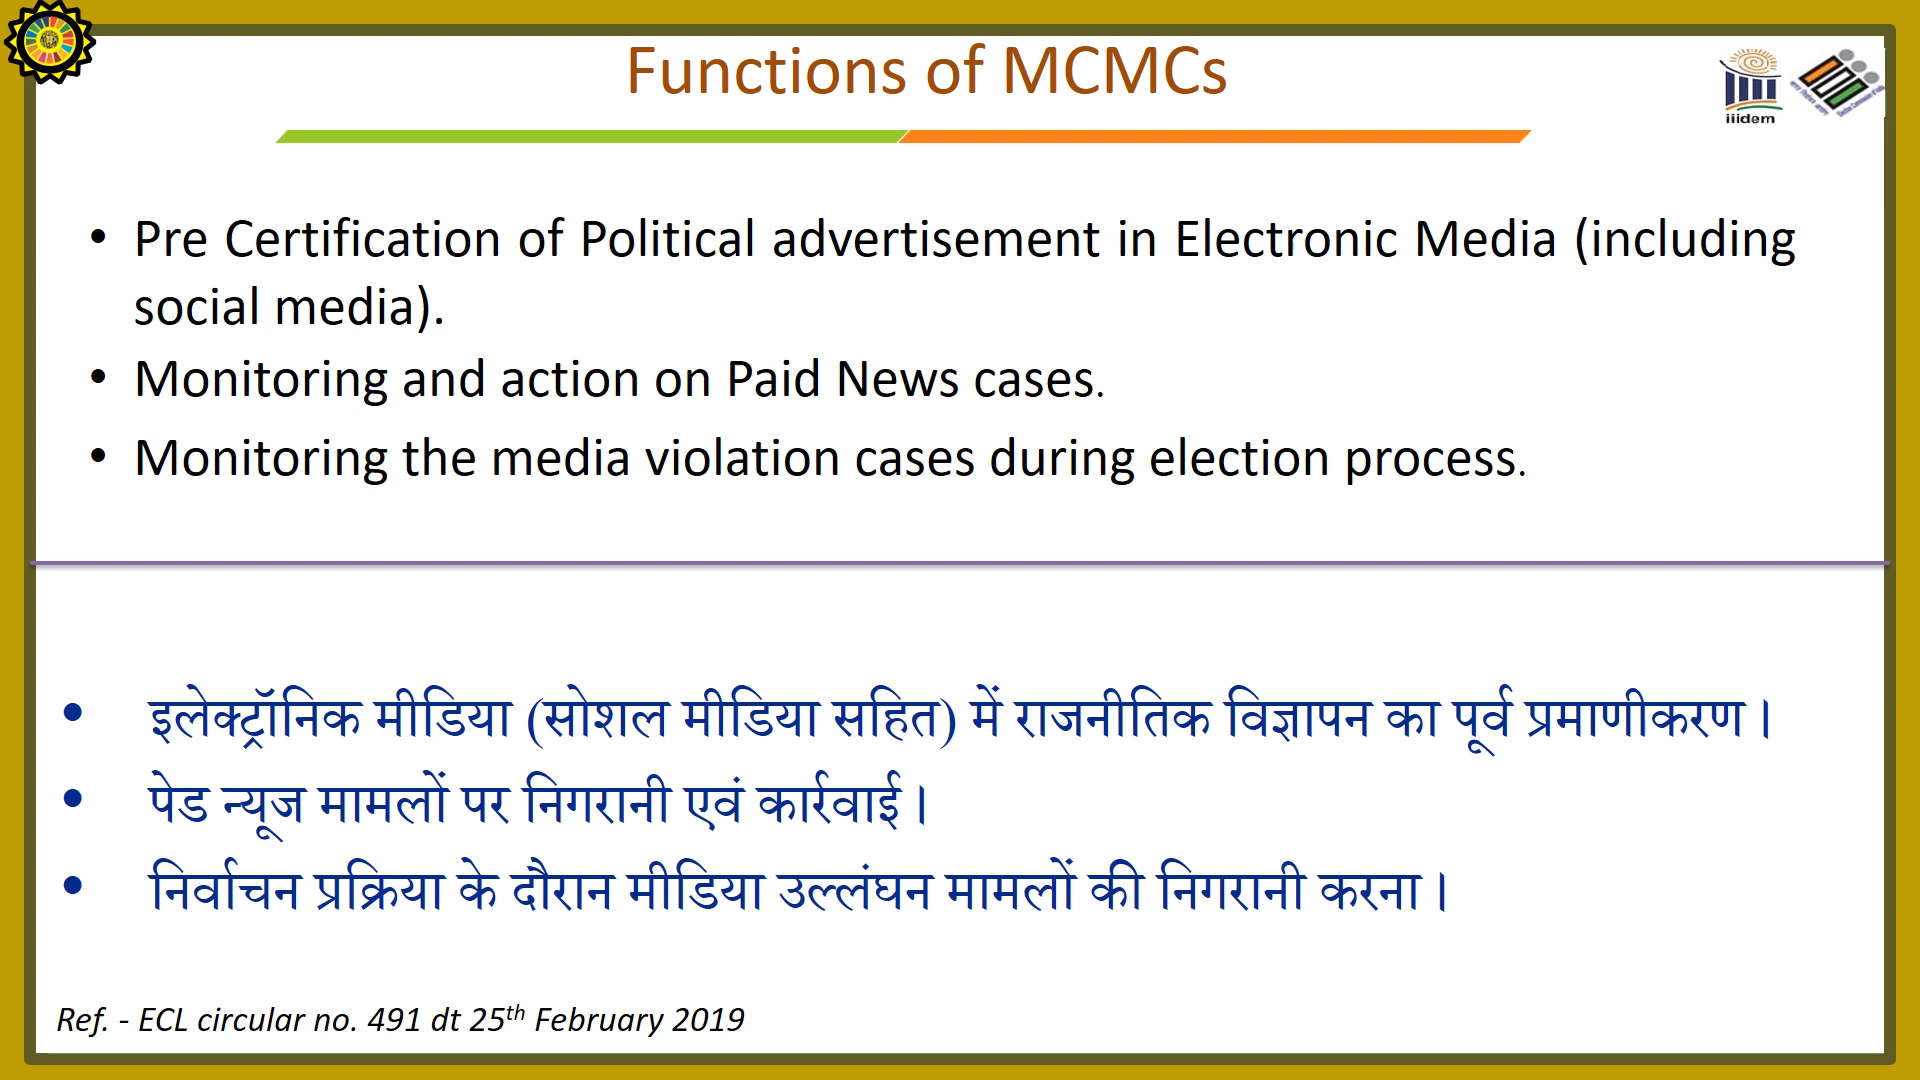 Functions of MCMCs
iiidem
• Pre Certification of Political advertisement in Electronic Media (including
social media).
• Monitoring and action on Paid News cases.
• Monitoring the media violation cases during election process.
• इलेक्ट्रॉनिक मीडिया (सोशल मीडिया सहित) में राजनीतिक विज्ञापन का पूर्व प्रमाणीकरण।
• पेड न्यूज मामलों पर निगरानी एवं कार्रवाई।
• निर्वाचन प्रक्रिया के दौरान मीडिया उल्लंघन मामलों की निगरानी करना।
Ref. - ECL circular no. 491 dt 25th February 2019